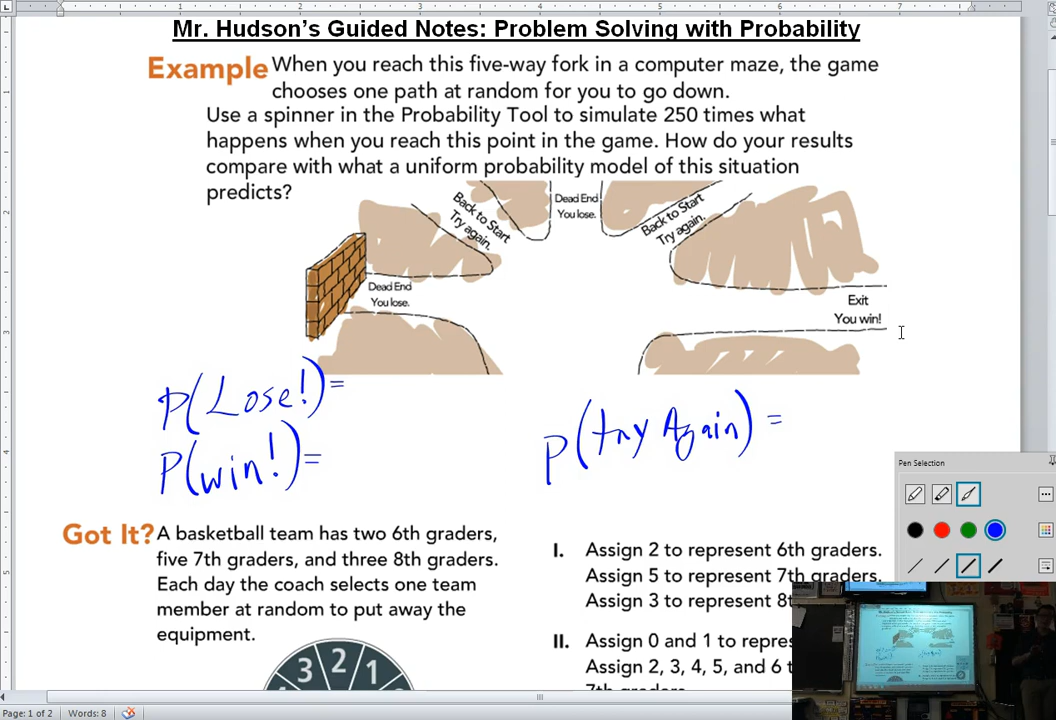 Mr. Hudson's Guided Notes: Problem Solving with Probability
Example When you reach this five-way fork in a computer maze, the game
chooses one path at random for you to go down.
Use a spinner in the Probability Tool to simulate 250 times what
happens when you reach this point in the game. How do your results
compare with what a uniform probability model of this situation
predicts?
Back to Start
Try again.
Dead End
You lose.
Back to Start
Try again.
Dead End
You lose.
Exit
You win!
P(Lose!)=
P(win!)=
P(try Again)=
Pen Selection
Got It? A basketball team has two 6th graders,
five 7th graders, and three 8th graders.
Each day the coach selects one team
member at random to put away the
equipment.
3 2 1
I. Assign 2 to represent 6th graders.
Assign 5 to represent 7th graders.
Assign 3 to represent 8t
II. Assign 0 and 1 to repres
Assign 2, 3, 4, 5, and 6 t
7th graders
Page: 1 of 2 Words: 8